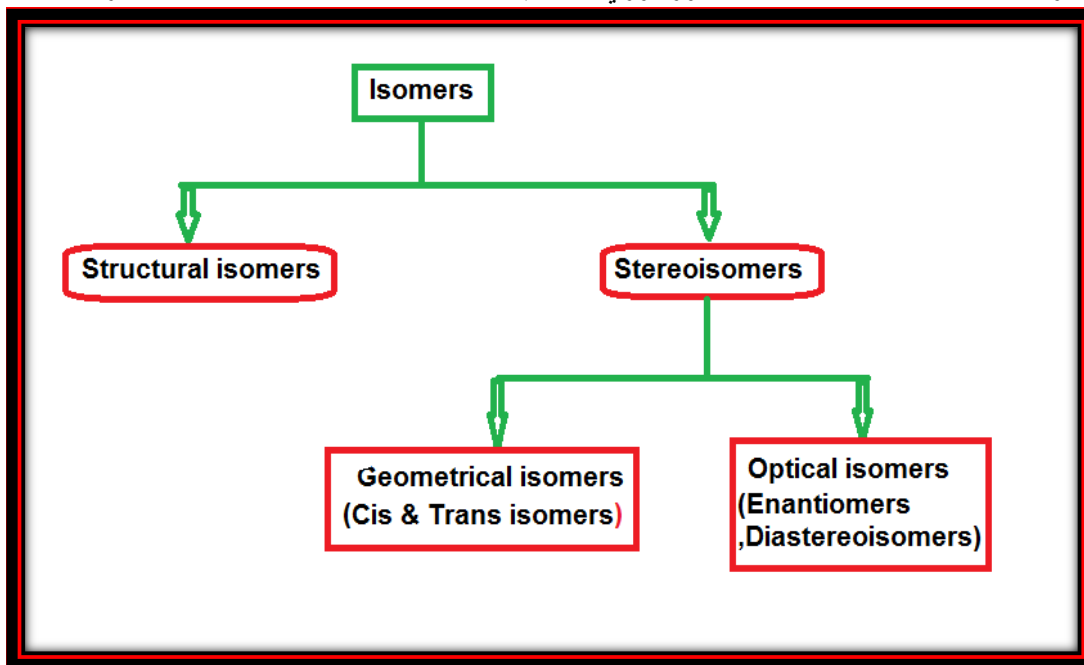 Isomers
Structural isomers
Stereoisomers
Geometrical isomers
(Cis & Trans isomers)
Optical isomers
(Enantiomers
,Diastereoisomers)